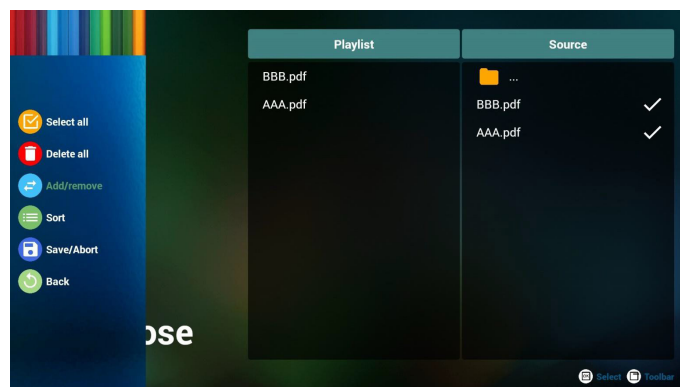 Select all
Delete all
Add/remove
Sort
Save/Abort
Back
Playlist
BBB.pdf
AAA.pdf
Source
...
BBB.pdf
AAA.pdf
ose
Select
Toolbar